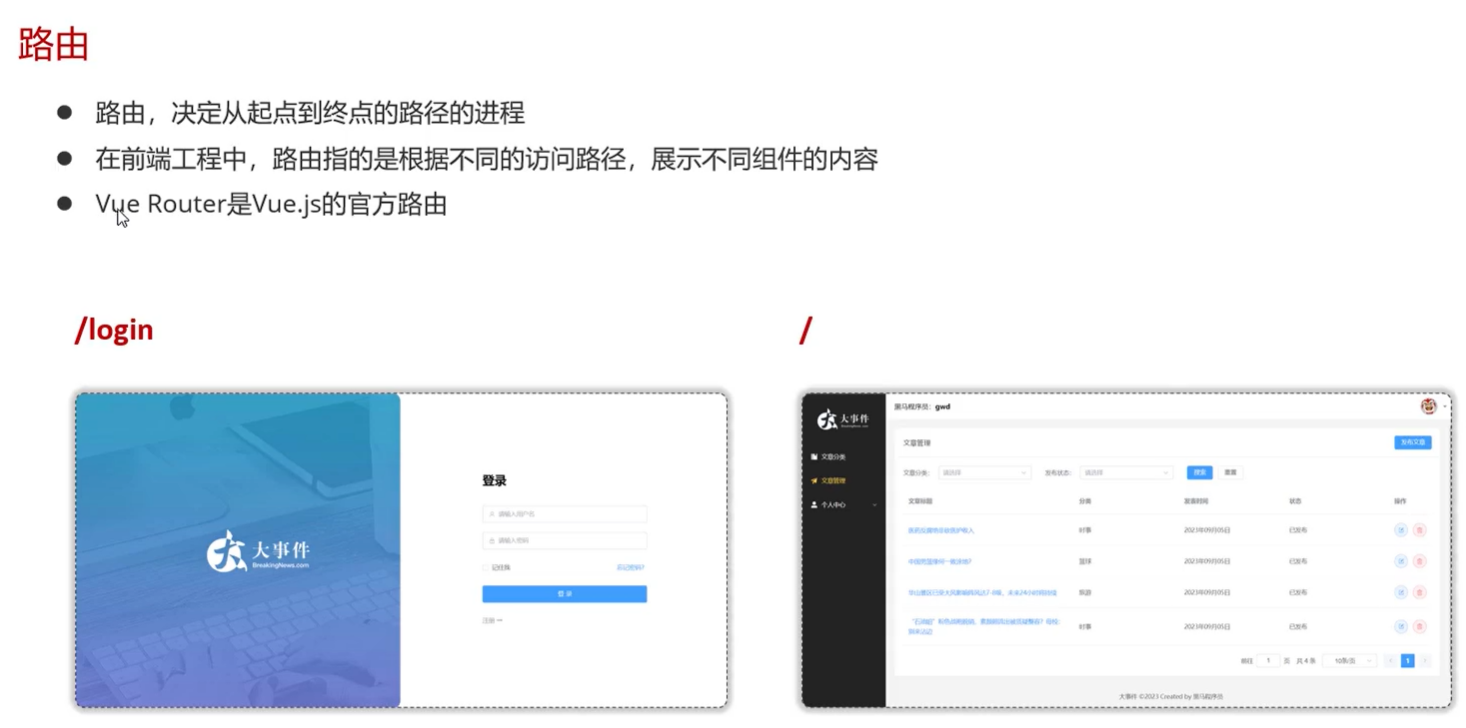 路由
● 路由，决定从起点到终点的路径的进程
● 在前端工程中，路由指的是根据不同的访问路径，展示不同组件的内容
● Vue Router是Vue.js的官方路由
/login
/
大事件
BreakingNews.com
登录
请输入用户名
请输入密码
记住我 忘记密码?
登录
注册
大事件
黑马程序员：gwd
文章分类
文章管理
个人中心
文章管理 发布文章
文章分类： 请选择 发布状态： 请选择 搜索 重置
文章标题 分类 发表时间 状态 操作
时事 2023年09月05日 已发布
篮球 2023年09月05日 已发布
旅游 2023年09月05日 已发布
时事 2023年09月05日 已发布
前往 1 页 共 4 条 10条/页 1
大事件 ©2023 Created by 黑马程序员